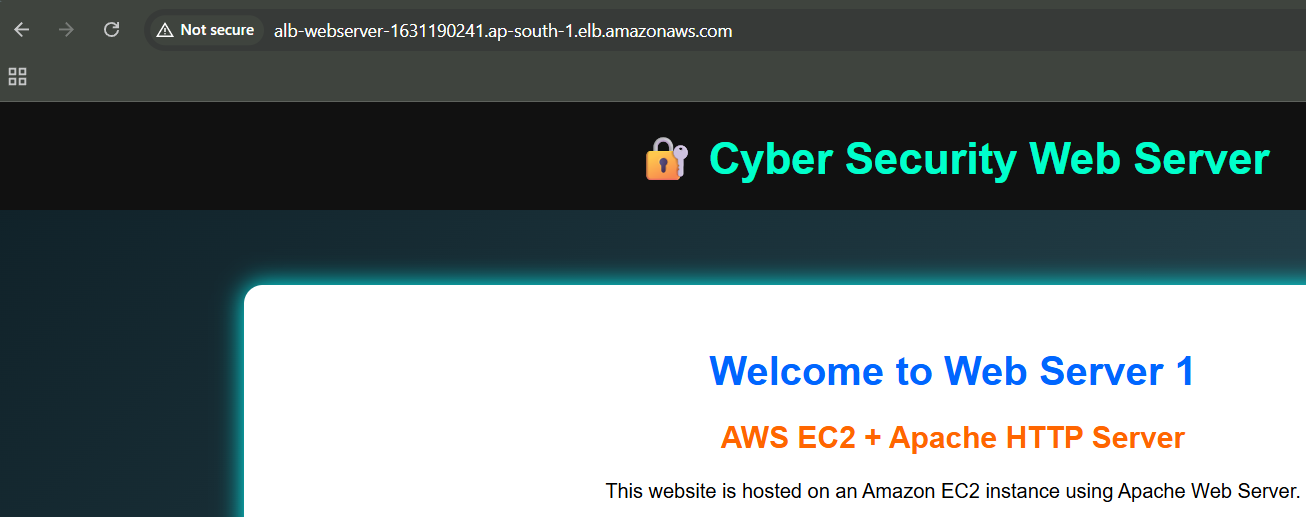 Not secure alb-webserver-1631190241.ap-south-1.elb.amazonaws.com
Cyber Security Web Server
Welcome to Web Server 1
AWS EC2 + Apache HTTP Server
This website is hosted on an Amazon EC2 instance using Apache Web Server.